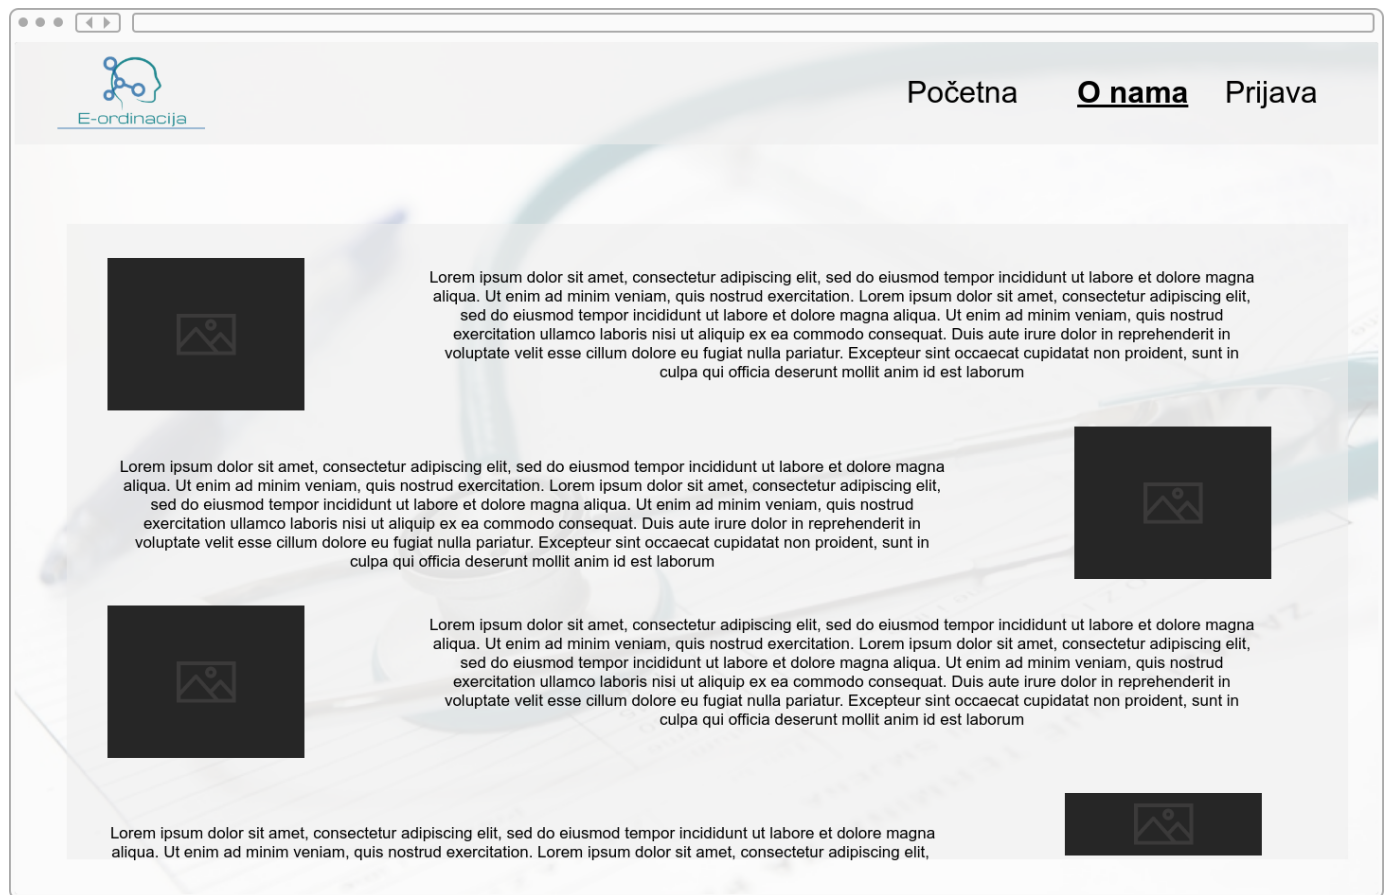 E-ordinacija
Početna O nama Prijava
Lorem ipsum dolor sit amet, consectetur adipiscing elit, sed do eiusmod tempor incididunt ut labore et dolore magna
aliqua. Ut enim ad minim veniam, quis nostrud exercitation. Lorem ipsum dolor sit amet, consectetur adipiscing elit,
sed do eiusmod tempor incididunt ut labore et dolore magna aliqua. Ut enim ad minim veniam, quis nostrud
exercitation ullamco laboris nisi ut aliquip ex ea commodo consequat. Duis aute irure dolor in reprehenderit in
voluptate velit esse cillum dolore eu fugiat nulla pariatur. Excepteur sint occaecat cupidatat non proident, sunt in
culpa qui officia deserunt mollit anim id est laborum
Lorem ipsum dolor sit amet, consectetur adipiscing elit, sed do eiusmod tempor incididunt ut labore et dolore magna
aliqua. Ut enim ad minim veniam, quis nostrud exercitation. Lorem ipsum dolor sit amet, consectetur adipiscing elit,
sed do eiusmod tempor incididunt ut labore et dolore magna aliqua. Ut enim ad minim veniam, quis nostrud
exercitation ullamco laboris nisi ut aliquip ex ea commodo consequat. Duis aute irure dolor in reprehenderit in
voluptate velit esse cillum dolore eu fugiat nulla pariatur. Excepteur sint occaecat cupidatat non proident, sunt in
culpa qui officia deserunt mollit anim id est laborum
Lorem ipsum dolor sit amet, consectetur adipiscing elit, sed do eiusmod tempor incididunt ut labore et dolore magna
aliqua. Ut enim ad minim veniam, quis nostrud exercitation. Lorem ipsum dolor sit amet, consectetur adipiscing elit,
sed do eiusmod tempor incididunt ut labore et dolore magna aliqua. Ut enim ad minim veniam, quis nostrud
exercitation ullamco laboris nisi ut aliquip ex ea commodo consequat. Duis aute irure dolor in reprehenderit in
voluptate velit esse cillum dolore eu fugiat nulla pariatur. Excepteur sint occaecat cupidatat non proident, sunt in
culpa qui officia deserunt mollit anim id est laborum
Lorem ipsum dolor sit amet, consectetur adipiscing elit, sed do eiusmod tempor incididunt ut labore et dolore magna
aliqua. Ut enim ad minim veniam, quis nostrud exercitation. Lorem ipsum dolor sit amet, consectetur adipiscing elit,